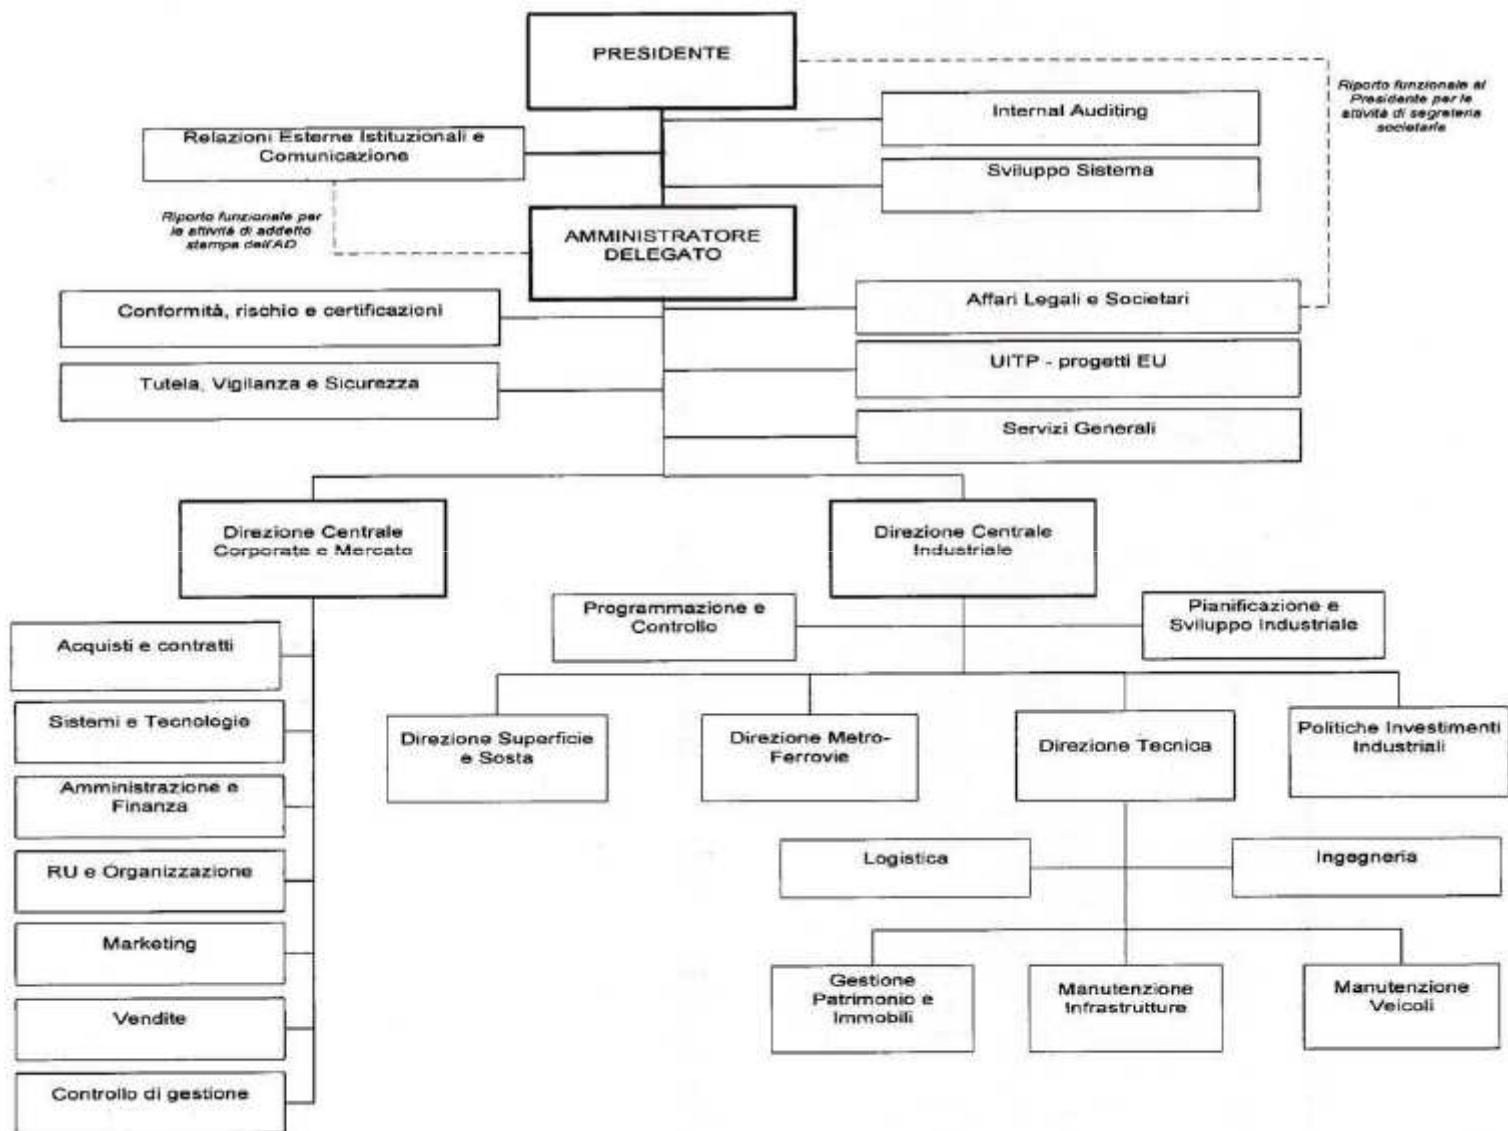 PRESIDENTE
Riporto funzionale al
Presidente per le
attività di segreteria
societaria
Internal Auditing
Relazioni Esterne Istituzionali e
Comunicazione
Sviluppo Sistema
Riporto funzionale per
le attività di addetto
stampa dell'AD
AMMINISTRATORE
DELEGATO
Conformità, rischio e certificazioni
Affari Legali e Societari
Tutela, Vigilanza e Sicurezza
UITP - progetti EU
Servizi Generali
Direzione Centrale
Corporate e Mercato
Direzione Centrale
Industriale
Programmazione e
Controllo
Pianificazione e
Sviluppo Industriale
Acquisti e contratti
Sistemi e Tecnologie
Amministrazione e
Finanza
RU e Organizzazione
Marketing
Vendite
Controllo di gestione
Direzione Superficie
e Sosta
Direzione Metro-
Ferrovie
Direzione Tecnica
Politiche Investimenti
Industriali
Logistica
Ingegneria
Gestione
Patrimonio e
Immobili
Manutenzione
Infrastrutture
Manutenzione
Veicoli